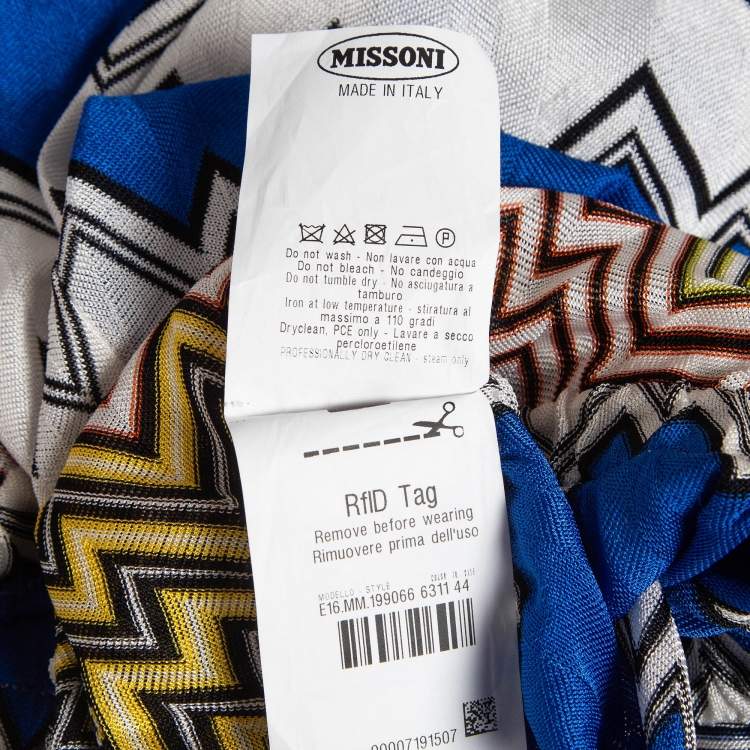 MISSONI
MADE IN ITALY
P
Do not wash - Non lavare con acqua
Do not bleach - No candeggio
Do not tumble dry - No asciugatura a
tamburo
Iron at low temperature - stiratura al
massimo a 110 gradi
Dryclean, PCE only - Lavare a secco
percloroetilene
PROFESSIONALLY DRY CLEAN - steam only
RfID Tag
Remove before wearing
Rimuovere prima dell'uso
MODELLO STYLE
E16.MM.199066 6311 44
00007191507